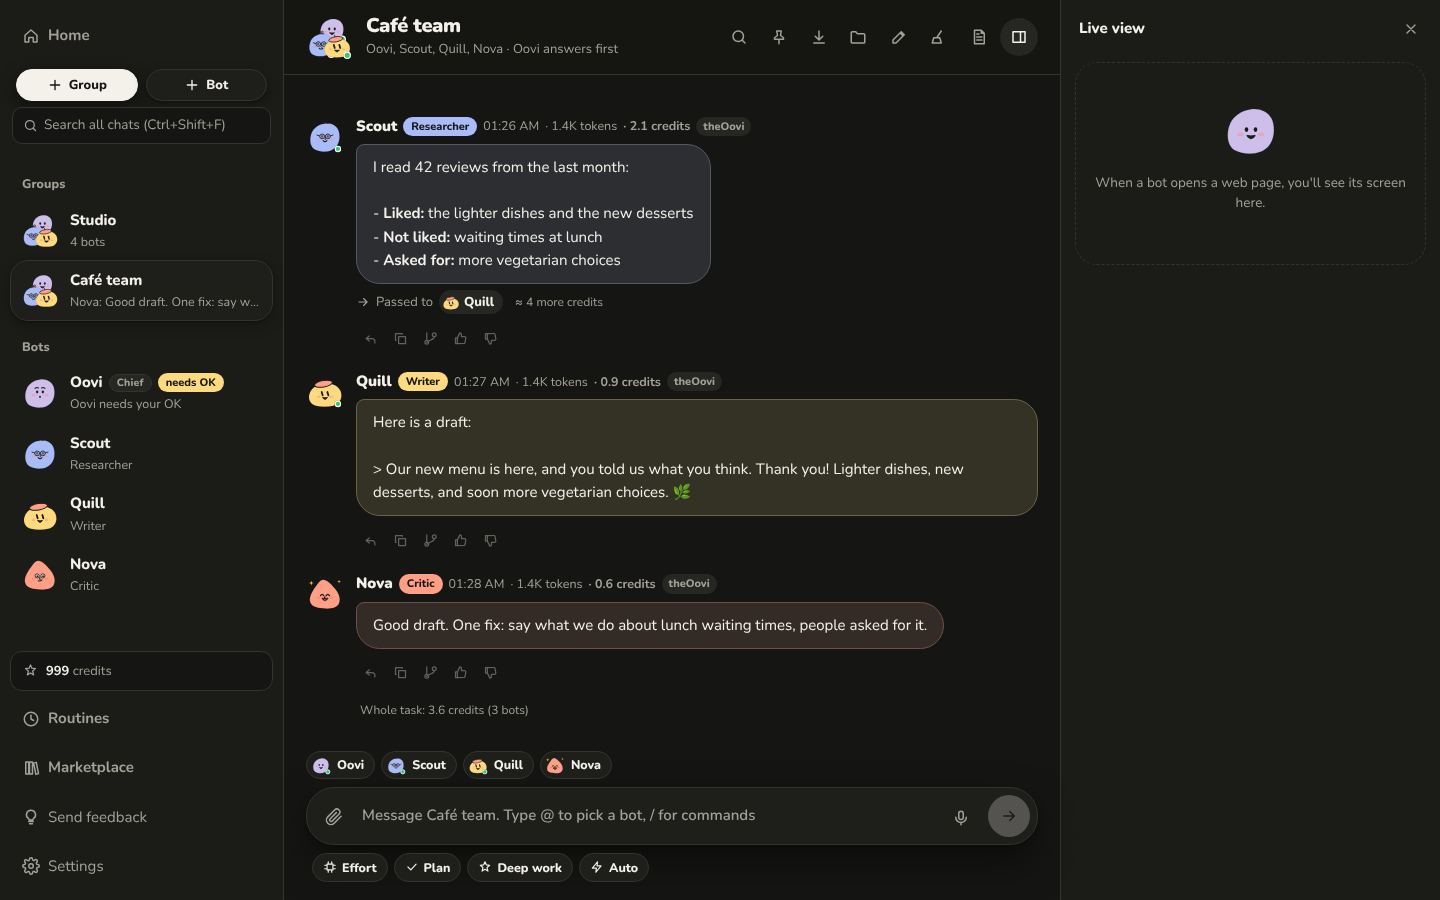 Home
Group
Bot
Search all chats (Ctrl+Shift+F)
Groups
Studio
4 bots
Café team
Nova: Good draft. One fix: say w...
Bots
Oovi Chief needs OK
Oovi needs your OK
Scout
Researcher
Quill
Writer
Nova
Critic
999 credits
Routines
Marketplace
Send feedback
Settings
Café team
Oovi, Scout, Quill, Nova · Oovi answers first
Scout Researcher 01:26 AM · 1.4K tokens · 2.1 credits theOovi
I read 42 reviews from the last month:
- Liked: the lighter dishes and the new desserts
- Not liked: waiting times at lunch
- Asked for: more vegetarian choices
→ Passed to Quill ≈ 4 more credits
Quill Writer 01:27 AM · 1.4K tokens · 0.9 credits theOovi
Here is a draft:
> Our new menu is here, and you told us what you think. Thank you! Lighter dishes, new
desserts, and soon more vegetarian choices. 🌿
Nova Critic 01:28 AM · 1.4K tokens · 0.6 credits theOovi
Good draft. One fix: say what we do about lunch waiting times, people asked for it.
Whole task: 3.6 credits (3 bots)
Oovi Scout Quill Nova
Message Café team. Type @ to pick a bot, / for commands
Effort Plan Deep work Auto
Live view
When a bot opens a web page, you'll see its screen
here.